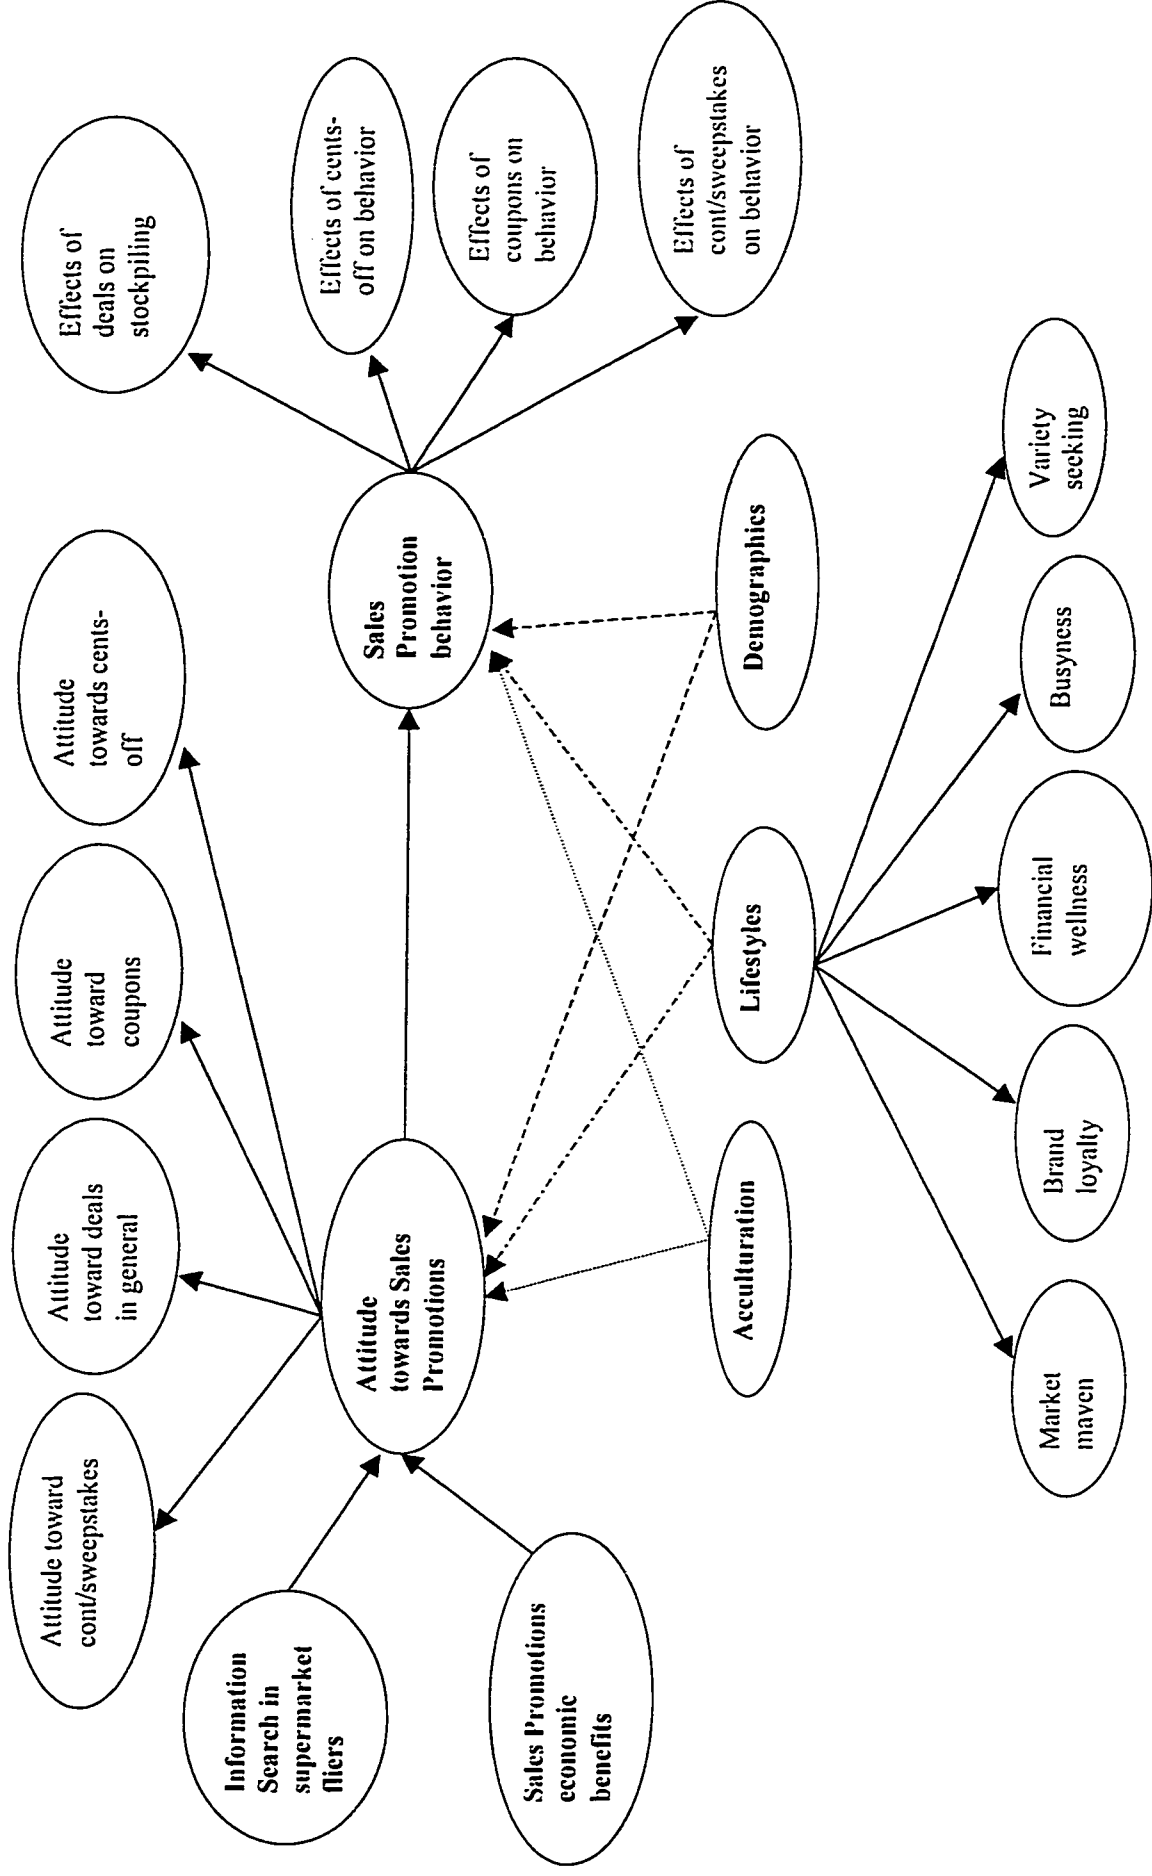 Attitude toward
cont/sweepstakes
Attitude
toward deals
in general
Attitude
toward
coupons
Attitude
towards cents-
off
Effects of
deals on
stockpiling
Information
Search in
supermarket
fliers
Attitude
towards Sales
Promotions
Sales
Promotion
behavior
Effects of cents-
off on behavior
Effects of
coupons on
behavior
Sales Promotions
economic
benefits
Effects of
cont/sweepstakes
on behavior
Acculturation
Lifestyles
Demographics
Market
maven
Brand
loyalty
Financial
wellness
Busyness
Variety
seeking